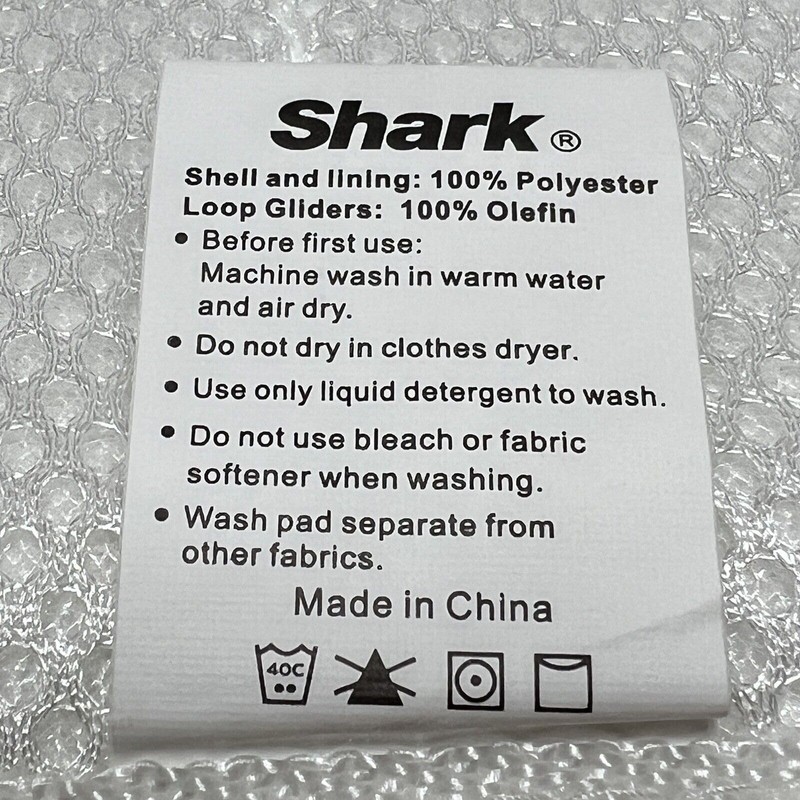 Shark®
Shell and lining: 100% Polyester
Loop Gliders: 100% Olefin
• Before first use:
Machine wash in warm water
and air dry.
• Do not dry in clothes dryer.
• Use only liquid detergent to wash.
• Do not use bleach or fabric
softener when washing.
• Wash pad separate from
other fabrics.
Made in China
40C